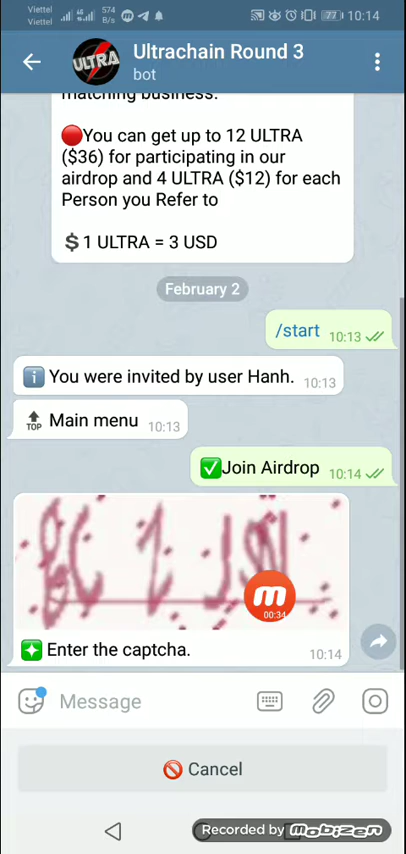 Viettel
Viettel
574
B/s
77
10:14
ULTRA
Ultrachain Round 3
bot
matching business.
🔴You can get up to 12 ULTRA
($36) for participating in our
airdrop and 4 ULTRA ($12) for each
Person you Refer to
💲1 ULTRA = 3 USD
February 2
/start 10:13
ℹ️ You were invited by user Hanh. 10:13
🔝 Main menu 10:13
✅Join Airdrop 10:14
00:34
❇️ Enter the captcha. 10:14
Message
🚫 Cancel
Recorded by mobizen